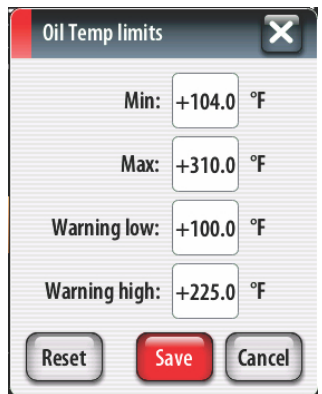 Oil Temp limits
Min: +104.0 °F
Max: +310.0 °F
Warning low: +100.0 °F
Warning high: +225.0 °F
Reset Save Cancel